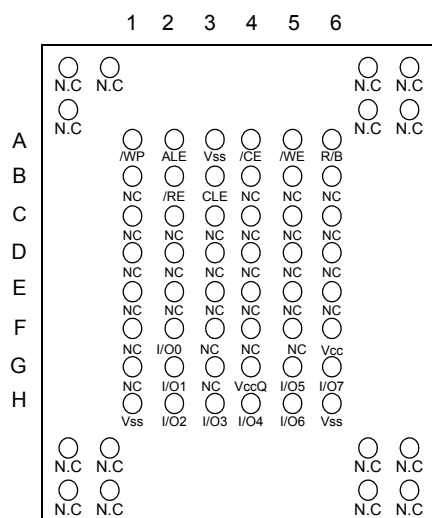 1 2 3 4 5 6
N.C N.C N.C N.C
N.C N.C N.C
A
/WP ALE Vss /CE /WE R/B
B
NC /RE CLE NC NC NC
C
NC NC NC NC NC NC
D
NC NC NC NC NC NC
E
NC NC NC NC NC NC
F
NC I/O0 NC NC NC Vcc
G
NC I/O1 NC VccQ I/O5 I/O7
H
Vss I/O2 I/O3 I/O4 I/O6 Vss
N.C N.C N.C N.C
N.C N.C N.C N.C